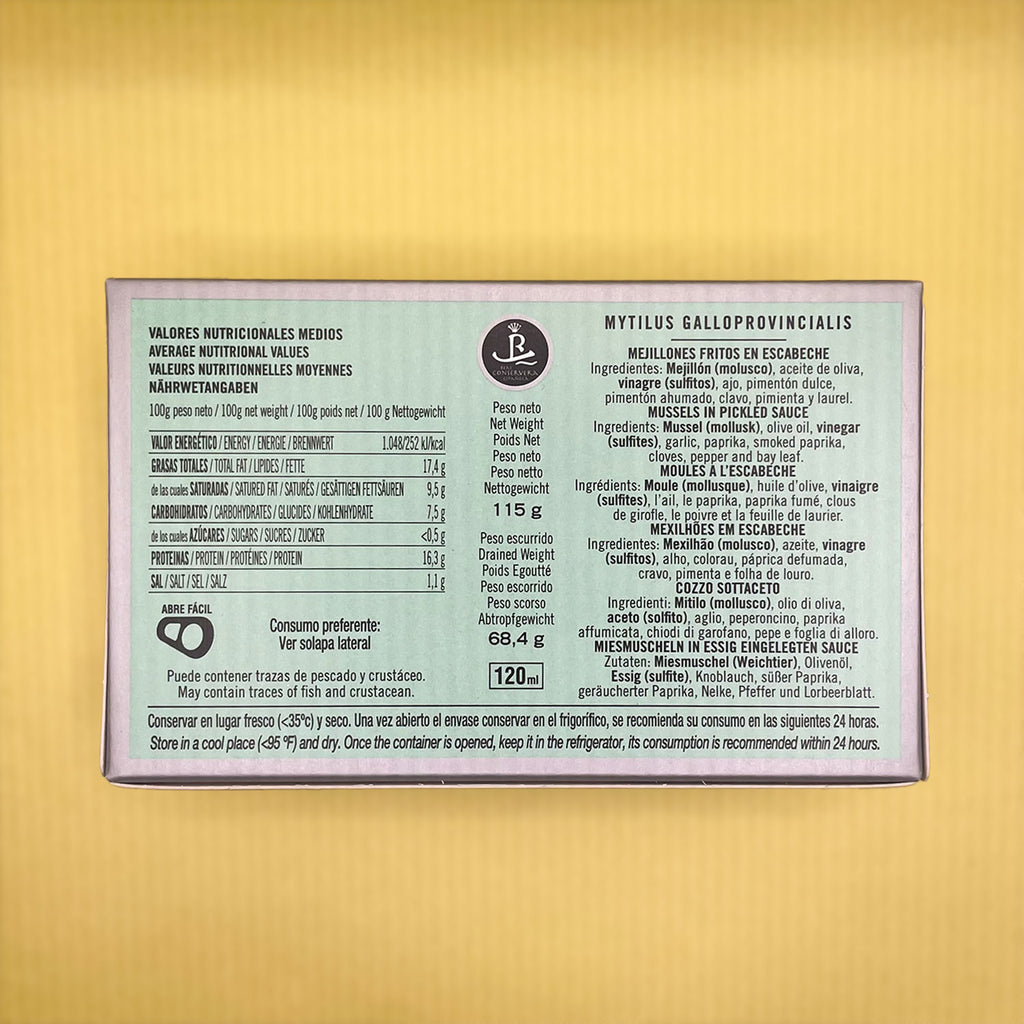 VALORES NUTRICIONALES MEDIOS
AVERAGE NUTITRIONAL VALUES
VALEURS NUTRITIONNELLES MOYENNES
NÄHRWETANGABEN
100g peso neto / 100g net weight / 100g poids net / 100 g Nettogewicht
VALOR ENERGÉTICO / ENERGY / ENERGIE / BRENNWERT 1.048/252 kJ/kcal
GRASAS TOTALES / TOTAL FAT / LIPIDES / FETTE 17,4 g
de las cuales SATURADAS / SATURED FAT / SATURÉS / GESÄTTIGEN FETTSÄUREN 9,5 g
CARBOHIDRATOS / CARBOHYDRATES / GLUCIDES / KOHLENHYDRATE 7,5 g
de los cuales AZÚCARES / SUGARS / SUCRES / ZUCKER <0,5 g
PROTEINAS / PROTEIN / PROTÉINES / PROTEIN 16,3 g
SAL / SALT / SEL / SALZ 1,1 g
ABRE FÁCIL
Consumo preferente:
Ver solapa lateral
Puede contener trazas de pescado y crustáceo.
May contain traces of fish and crustacean.
REAL
CONSERVERA
ESPAÑOLA
Peso neto
Net Weight
Poids Net
Peso neto
Peso netto
Nettogewicht
115 g
Peso escurrido
Drained Weight
Poids Egoutté
Peso escorrido
Peso scorso
Abtropfgewicht
68,4 g
120 ml
MYTILUS GALLOPROVINCIALIS
MEJILLONES FRITOS EN ESCABECHE
Ingredientes: Mejillón (molusco), aceite de oliva,
vinagre (sulfitos), ajo, pimentón dulce,
pimentón ahumado, clavo, pimienta y laurel.
MUSSELS IN PICKLED SAUCE
Ingredients: Mussel (mollusk), olive oil, vinegar
(sulfites), garlic, paprika, smoked paprika,
cloves, pepper and bay leaf.
MOULES À L'ESCABECHE
Ingrédients: Moule (mollusque), huile d'olive, vinaigre
(sulfites), l'ail, le paprika, paprika fumé, clous
de girofle, le poivre et la feuille de laurier.
MEXILHÕES EM ESCABECHE
Ingredientes: Mexilhão (molusco), azeite, vinagre
(sulfitos), alho, colorau, páprica defumada,
cravo, pimenta e folha de louro.
COZZO SOTTACETO
Ingredienti: Mitilo (mollusco), olio di oliva,
aceto (solfito), aglio, peperoncino, paprika
affumicata, chiodi di garofano, pepe e foglia di alloro.
MIESMUSCHELN IN ESSIG EINGELEGTEN SAUCE
Zutaten: Miesmuschel (Weichtier), Olivenöl,
Essig (sulfite), Knoblauch, süßer Paprika,
geräucherter Paprika, Nelke, Pfeffer und Lorbeerblatt.
Conservar en lugar fresco (<35ºc) y seco. Una vez abierto el envase conservar en el frigorífico, se recomienda su consumo en las siguientes 24 horas.
Store in a cool place (<95 ºF) and dry. Once the container is opened, keep it in the refrigerator, its consumption is recommended within 24 hours.